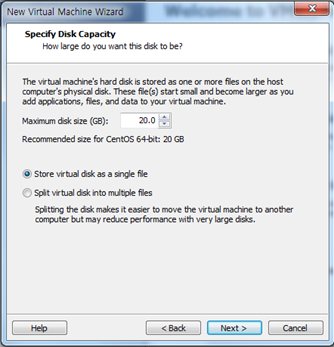 New Virtual Machine Wizard
Specify Disk Capacity
How large do you want this disk to be?
The virtual machine's hard disk is stored as one or more files on the host
computer's physical disk. These file(s) start small and become larger as you
add applications, files, and data to your virtual machine.
Maximum disk size (GB): 20.0
Recommended size for CentOS 64-bit: 20 GB
Store virtual disk as a single file
Split virtual disk into multiple files
Splitting the disk makes it easier to move the virtual machine to another
computer but may reduce performance with very large disks.
Help < Back Next > Cancel